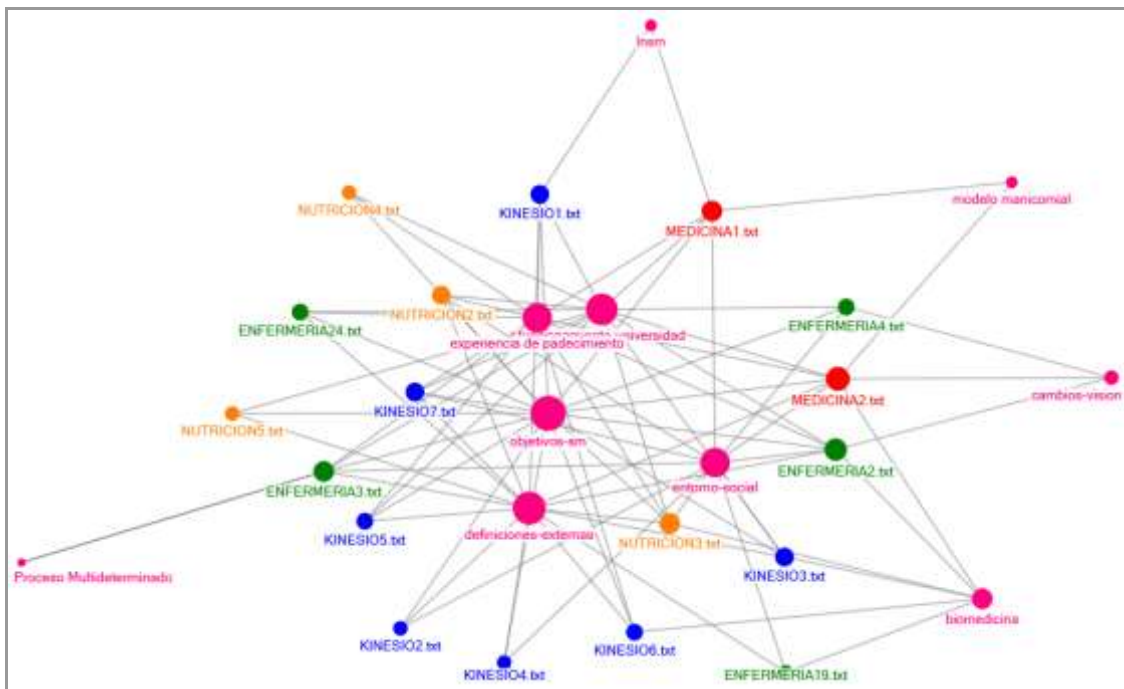 lnsm
modelo manicomial
NUTRICION4.txt
KINESIO1.txt
MEDICINA1.txt
NUTRICION2.txt
ENFERMERIA24.txt
ENFERMERIA4.txt
universidad
experiencia de padecimiento
MEDICINA2.txt
cambios-vision
KINESIO7.txt
NUTRICION5.txt
objetivos-sm
ENFERMERIA2.txt
ENFERMERIA3.txt
entorno-social
definiciones-externas
NUTRICION3.txt
KINESIO5.txt
Proceso Multideterminado
KINESIO3.txt
biomedicina
KINESIO2.txt
KINESIO6.txt
KINESIO4.txt
ENFERMERIA19.txt